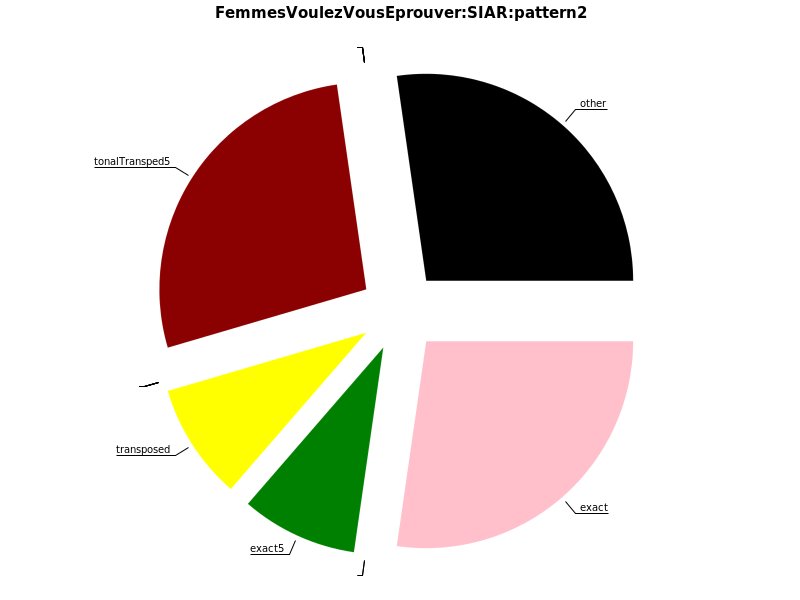 FemmesVoulezVousEprouver:SIAR:pattern2
other
tonalTransped5
transposed
exact
exact5